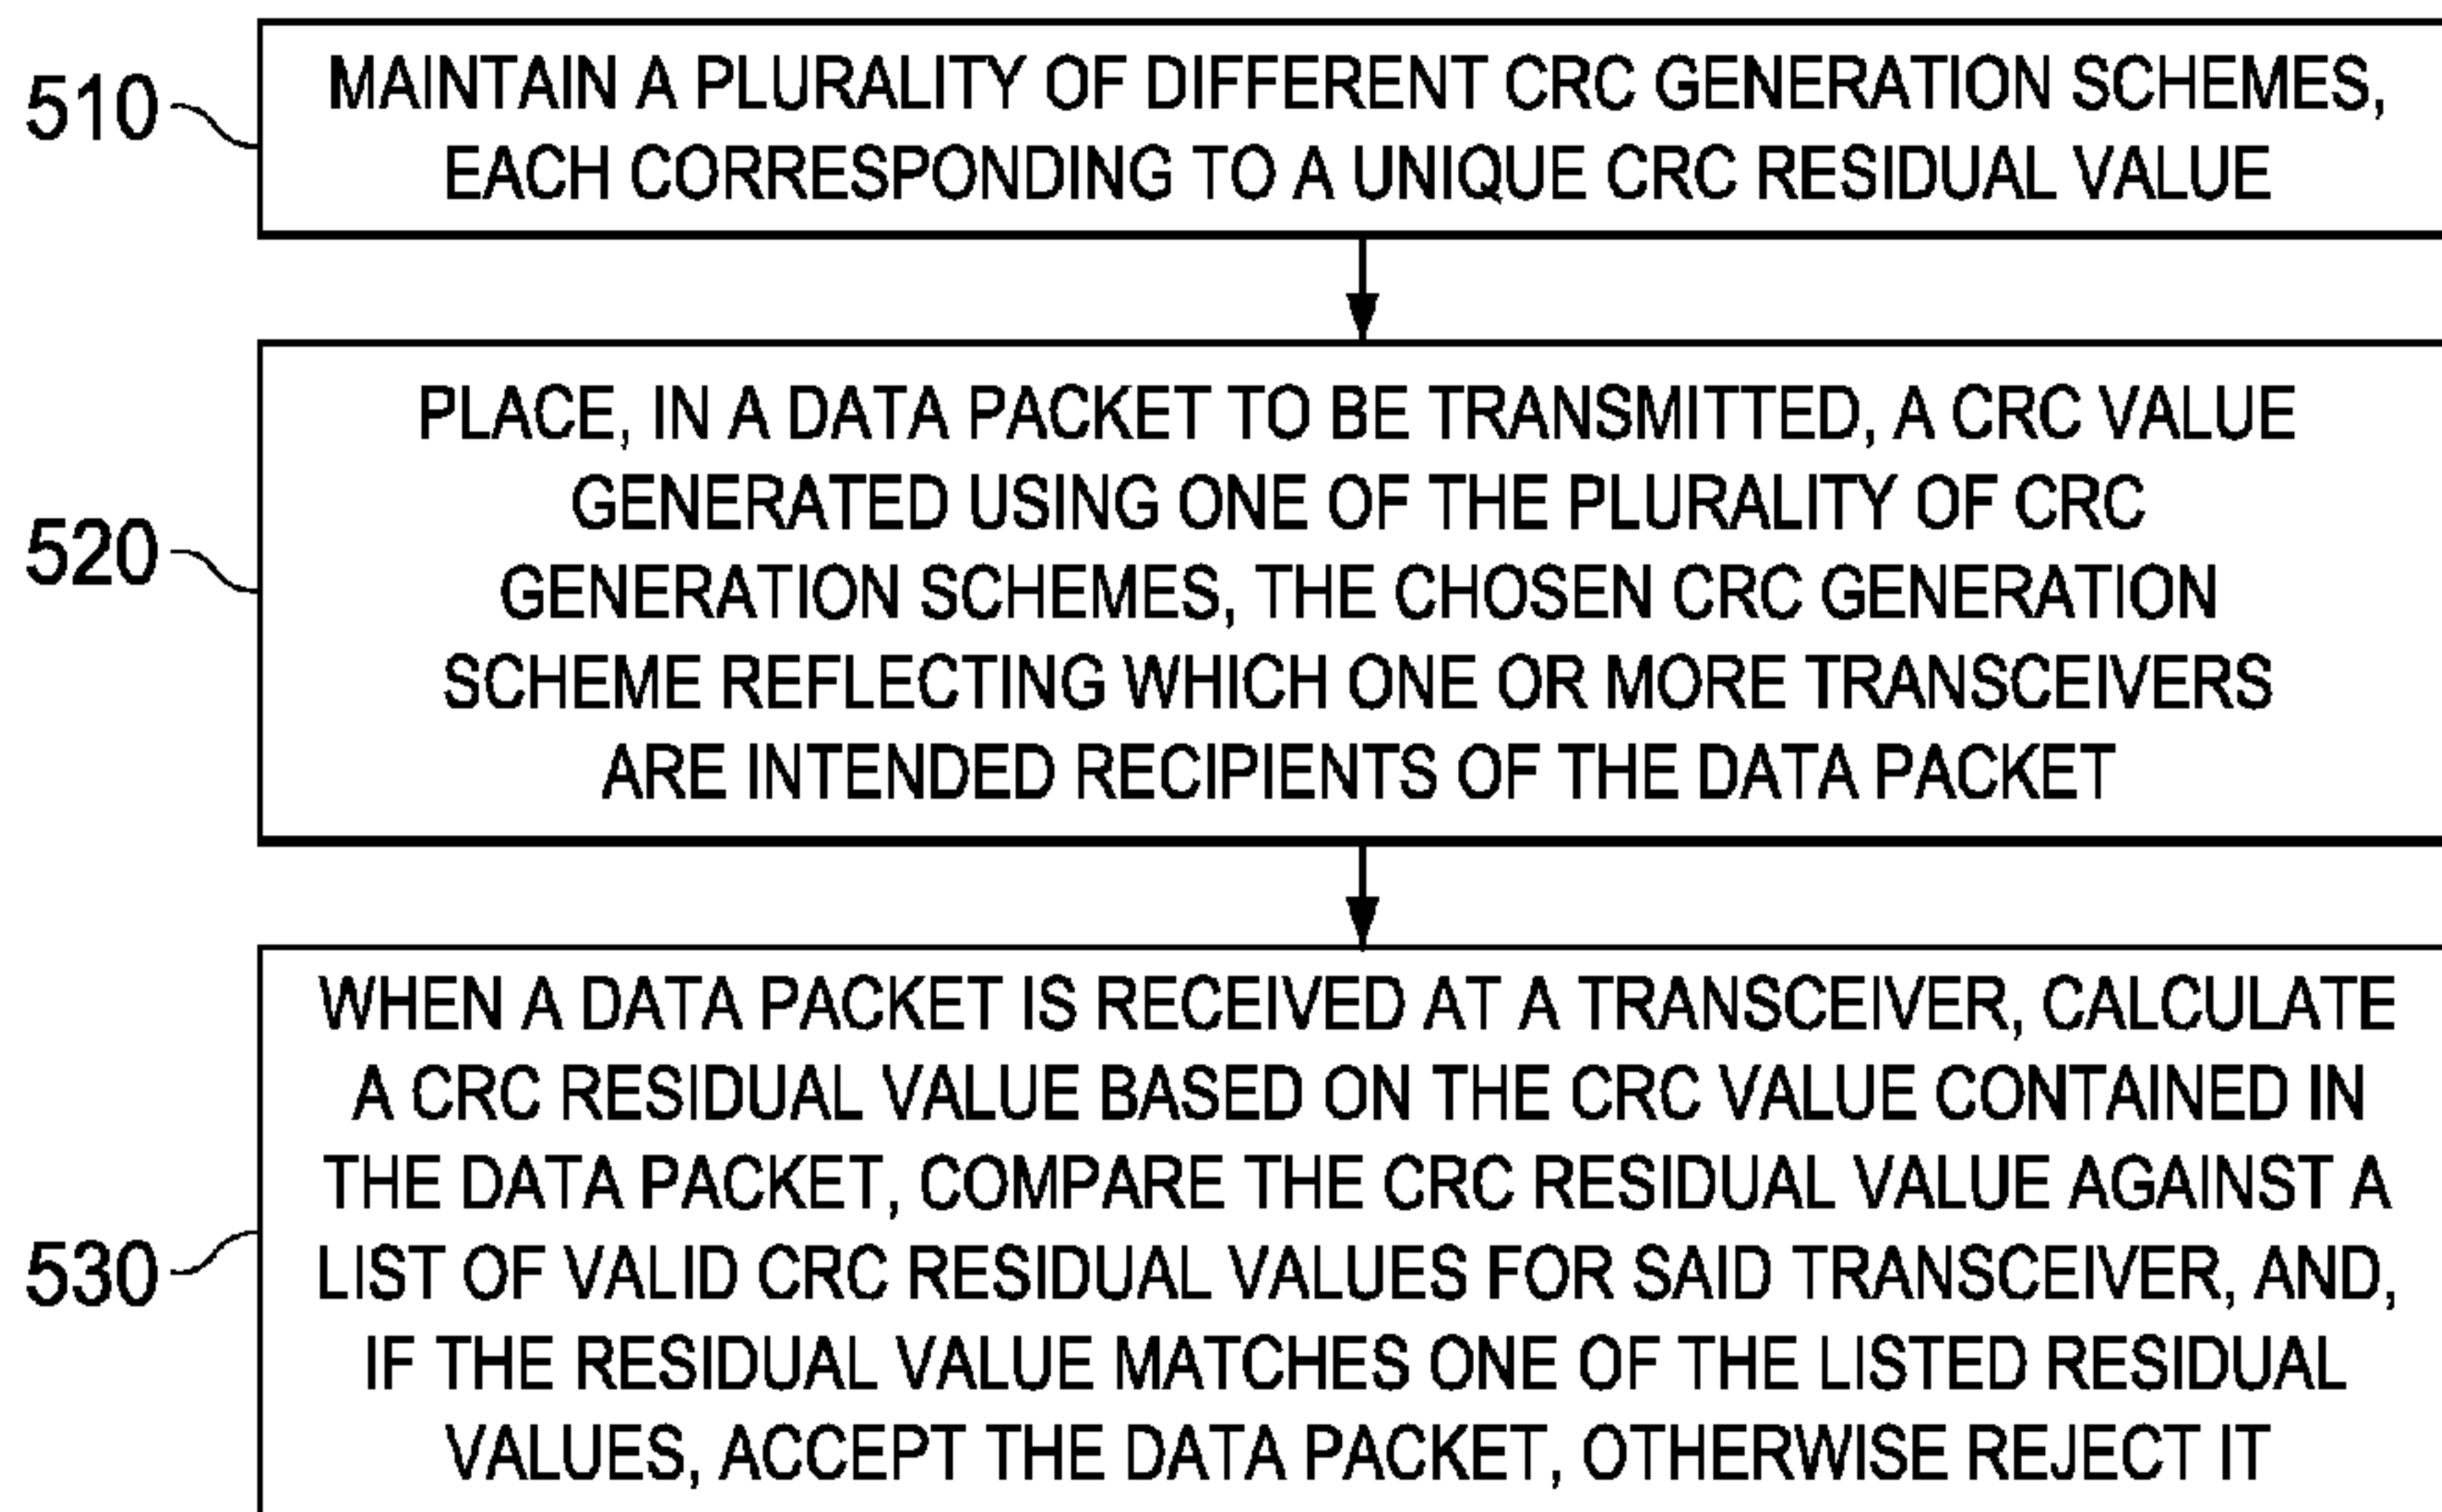 510
MAINTAIN A PLURALITY OF DIFFERENT CRC GENERATION SCHEMES,
EACH CORRESPONDING TO A UNIQUE CRC RESIDUAL VALUE
520
PLACE, IN A DATA PACKET TO BE TRANSMITTED, A CRC VALUE
GENERATED USING ONE OF THE PLURALITY OF CRC
GENERATION SCHEMES, THE CHOSEN CRC GENERATION
SCHEME REFLECTING WHICH ONE OR MORE TRANSCEIVERS
ARE INTENDED RECIPIENTS OF THE DATA PACKET
530
WHEN A DATA PACKET IS RECEIVED AT A TRANSCEIVER, CALCULATE
A CRC RESIDUAL VALUE BASED ON THE CRC VALUE CONTAINED IN
THE DATA PACKET, COMPARE THE CRC RESIDUAL VALUE AGAINST A
LIST OF VALID CRC RESIDUAL VALUES FOR SAID TRANSCEIVER, AND,
IF THE RESIDUAL VALUE MATCHES ONE OF THE LISTED RESIDUAL
VALUES, ACCEPT THE DATA PACKET, OTHERWISE REJECT IT